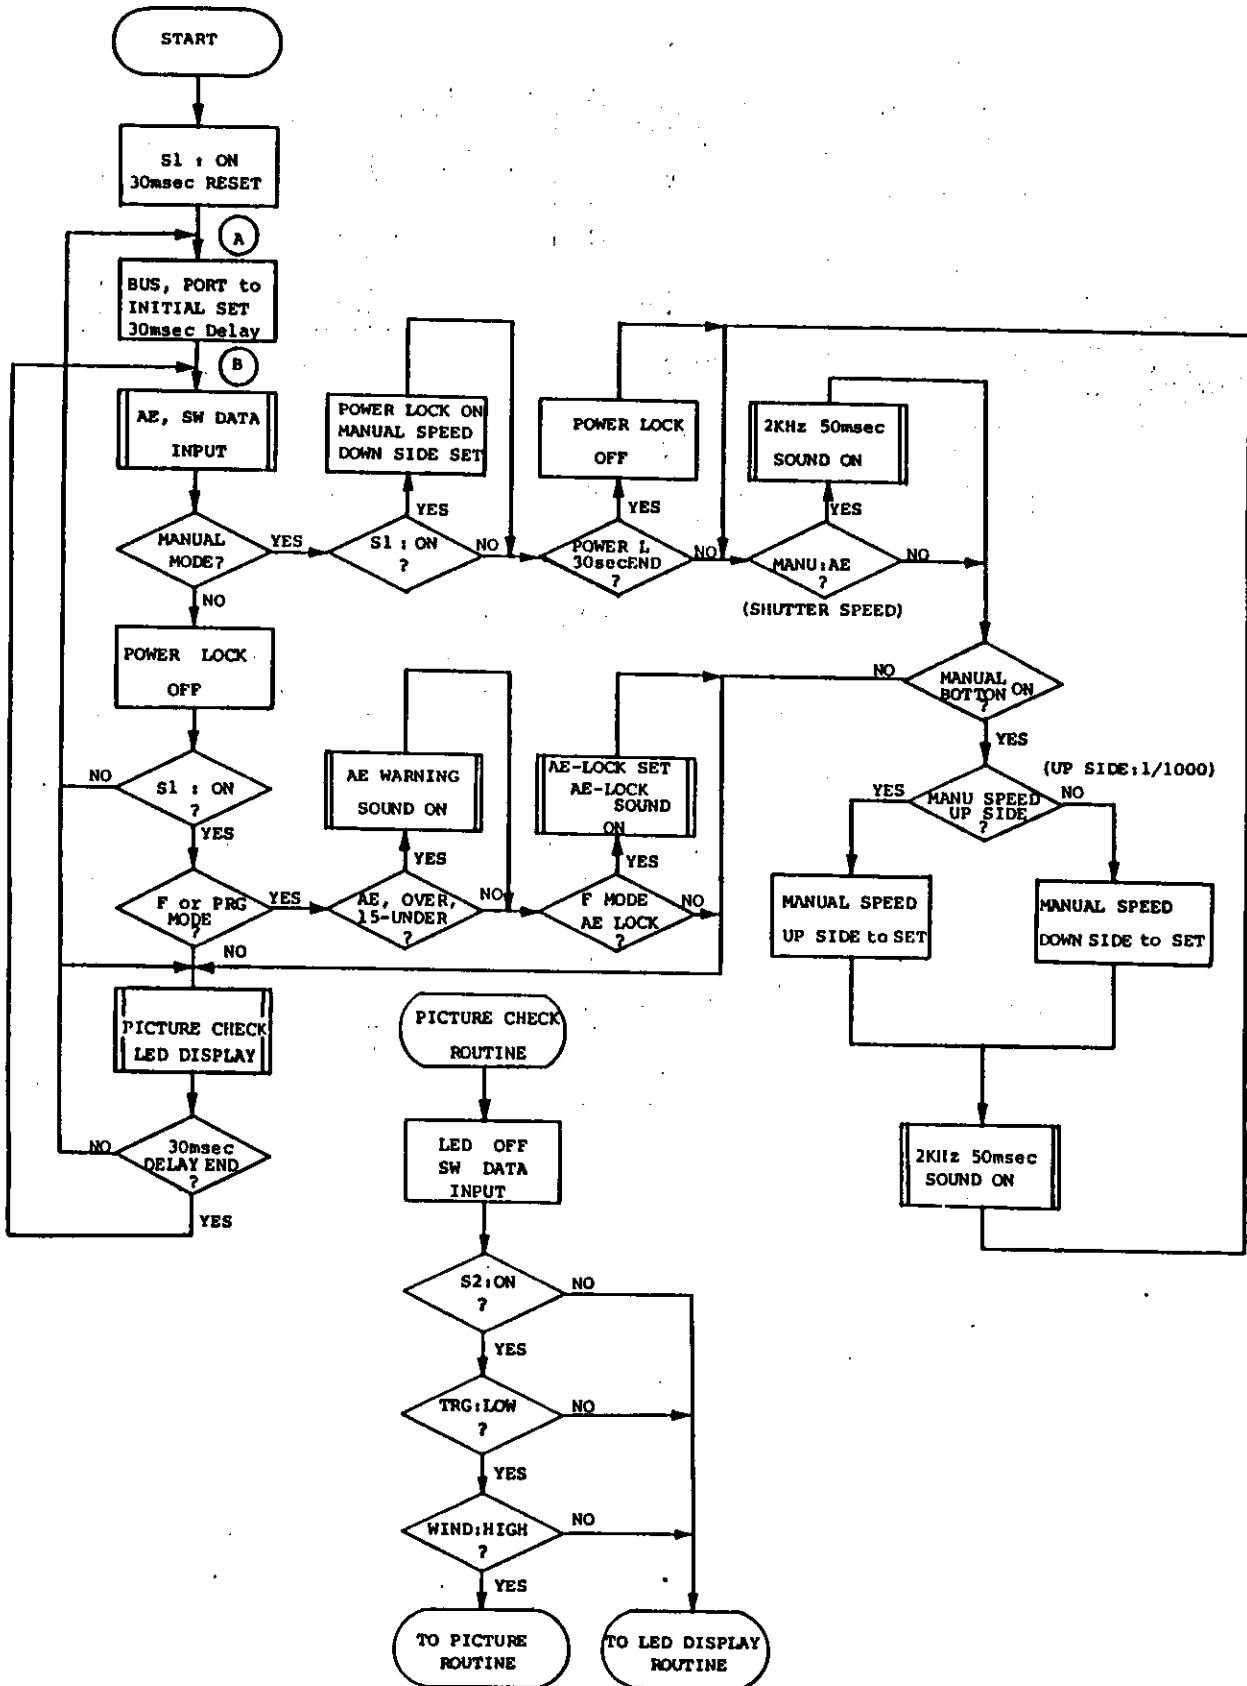 START
S1 : ON
30msec RESET
A
BUS, PORT to
INITIAL SET
30msec Delay
B
AE, SW DATA
INPUT
MANUAL
MODE?
YES
NO
S1 : ON
?
YES
NO
POWER LOCK ON
MANUAL SPEED
DOWN SIDE SET
POWER L
30secEND
?
YES
NO
POWER LOCK
OFF
MANU:AE
?
(SHUTTER SPEED)
YES
NO
2KHz 50msec
SOUND ON
POWER LOCK
OFF
S1 : ON
?
NO
YES
F or PRG
MODE
?
YES
NO
AE WARNING
SOUND ON
YES
AE, OVER,
15-UNDER
?
NO
AE-LOCK SET
AE-LOCK
SOUND
ON
YES
F MODE
AE LOCK
?
NO
MANUAL
BOTTON ON
?
NO
YES
(UP SIDE:1/1000)
MANU SPEED
UP SIDE
?
YES
NO
MANUAL SPEED
UP SIDE to SET
MANUAL SPEED
DOWN SIDE to SET
2KHz 50msec
SOUND ON
PICTURE CHECK
LED DISPLAY
30msec
DELAY END
?
NO
YES
PICTURE CHECK
ROUTINE
LED OFF
SW DATA
INPUT
S2:ON
?
NO
YES
TRG:LOW
?
NO
YES
WIND:HIGH
?
NO
YES
TO PICTURE
ROUTINE
TO LED DISPLAY
ROUTINE